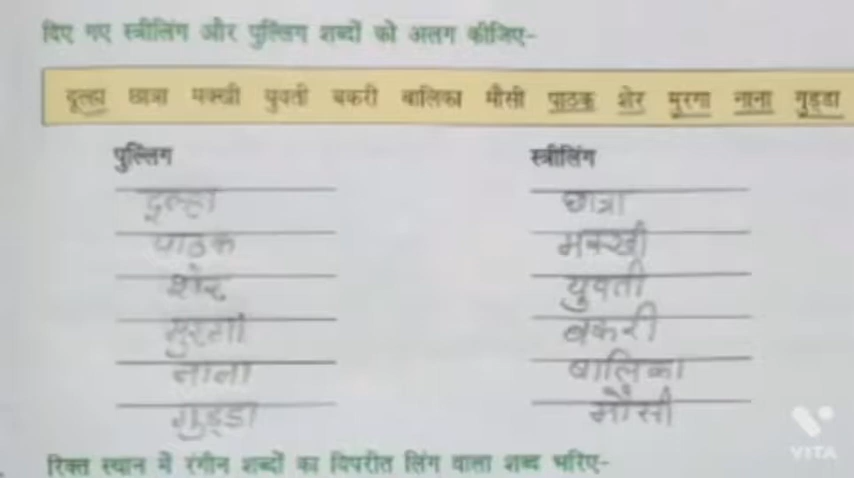 दिए गए स्त्रीलिंग और पुल्लिंग शब्दों को अलग कीजिए-
दूल्हा छात्रा मक्खी युवती बकरी बालिका मौसी पाठक शेर मुरगा नाना गुड्डा
पुल्लिंग स्त्रीलिंग
दूल्हा छात्रा
पाठक मक्खी
शेर युवती
मुरगा बकरी
नाना बालिका
गुड्डा मौसी
रिक्त स्थान में रंगीन शब्दों का विपरीत लिंग वाला शब्द भरिए-
VITA